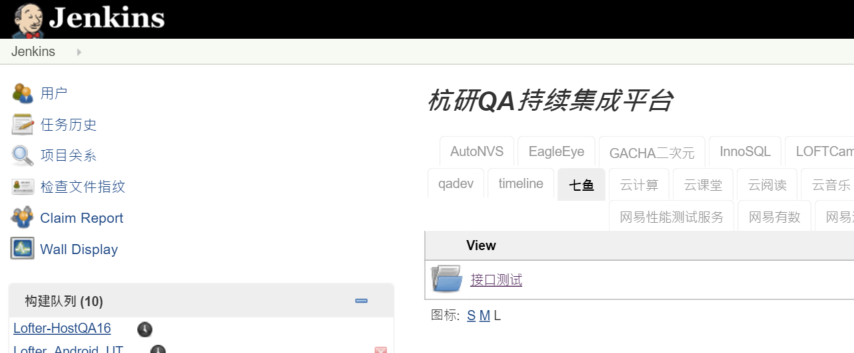 Jenkins
Jenkins
用户
任务历史
项目关系
检查文件指纹
Claim Report
Wall Display
构建队列 (10)
Lofter-HostQA16
Lofter_Android_UT
杭研QA持续集成平台
AutoNVS EagleEye GACHA二次元 InnoSQL LOFTCam
qadev timeline 七鱼 云计算 云课堂 云阅读 云音乐
网易性能测试服务 网易有数
View
接口测试
图标: S M L